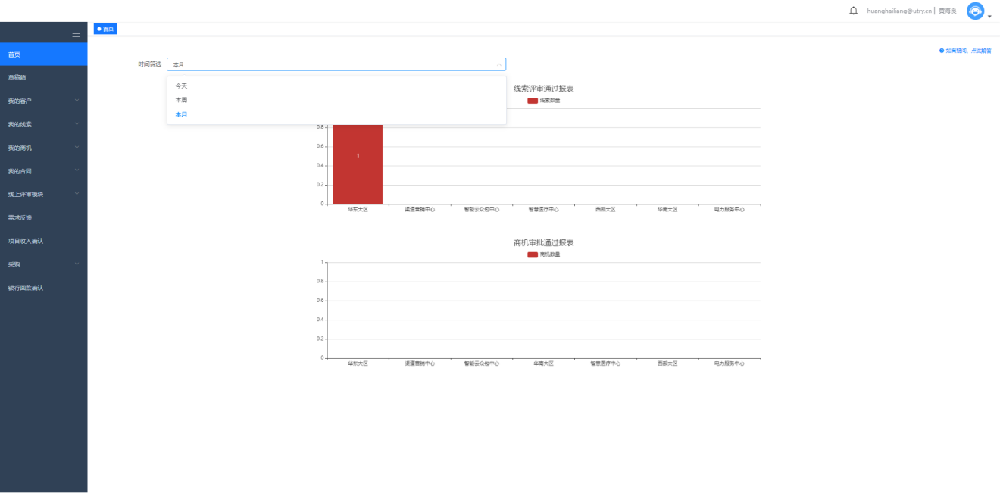 huanghailiang@utry.cn 黄海良
首页
首页
如有疑问，点此解答
草稿箱
我的客户
我的线索
我的商机
我的合同
线上评审模块
需求反馈
项目收入确认
采购
银行回款确认
时间筛选 本月
今天
本周
本月
线索评审通过报表
线索数量
0.8
0.6
0.4
0.2
0
1
华东大区 渠道营销中心 智能云众包中心 智慧医疗中心 西部大区 华南大区 电力服务中心
商机审批通过报表
商机数量
1
0.8
0.6
0.4
0.2
0
华东大区 渠道营销中心 智能云众包中心 华南大区 智慧医疗中心 西部大区 电力服务中心